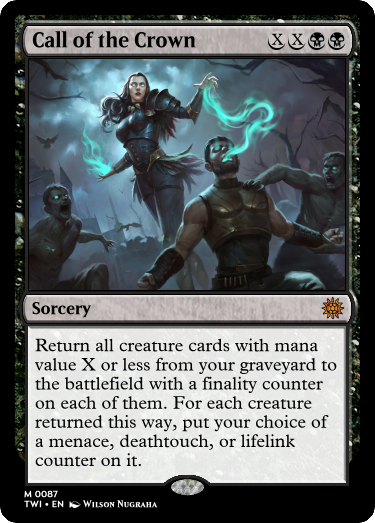 Call of the Crown XX
Sorcery
Return all creature cards with mana
value X or less from your graveyard to
the battlefield with a finality counter
on each of them. For each creature
returned this way, put your choice of
a menace, deathtouch, or lifelink
counter on it.
M 0087
TWI • EN Wilson Nugraha